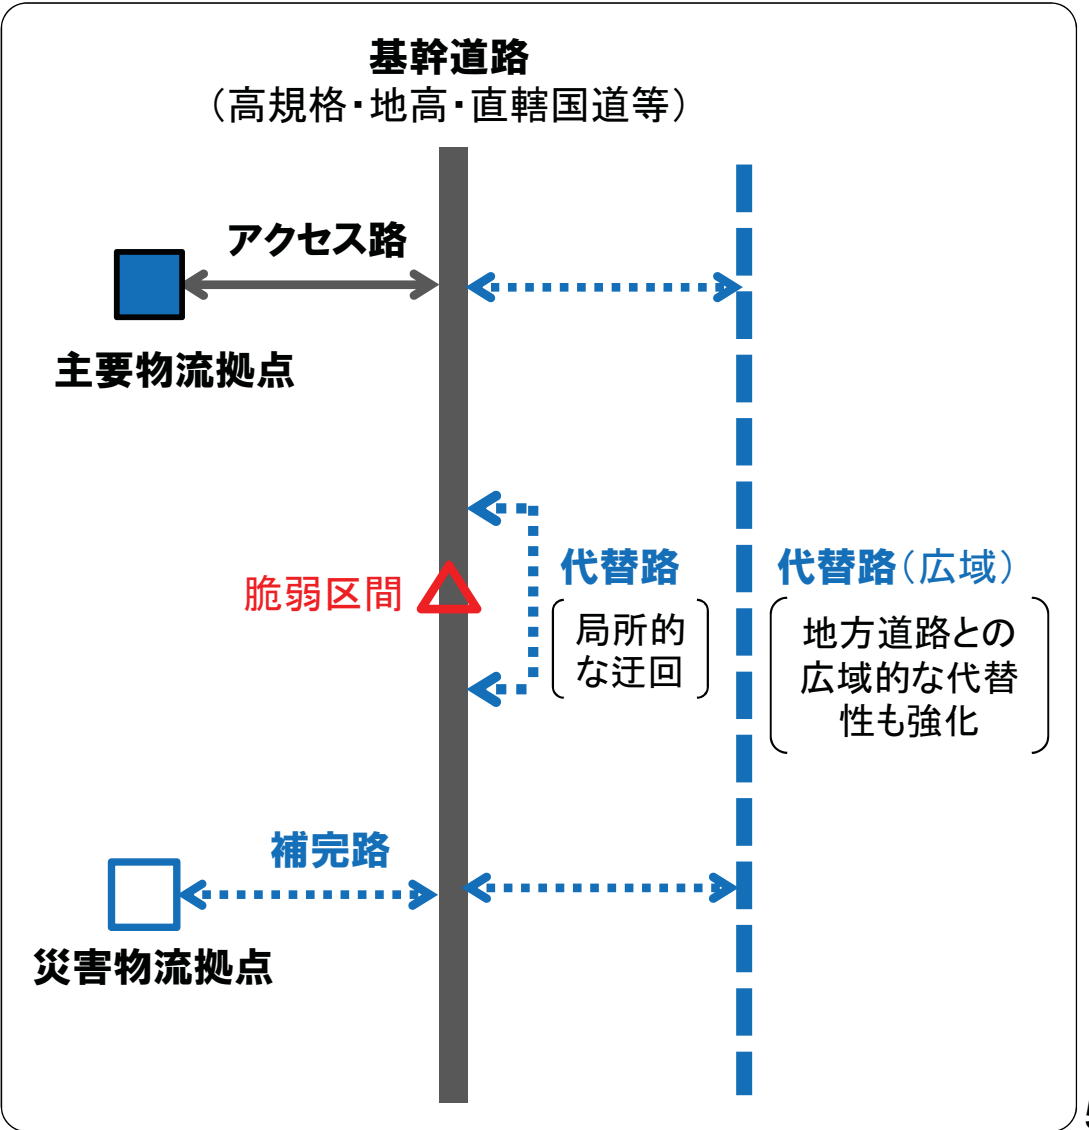 基幹道路
（高規格・地高・直轄国道等）
アクセス路
主要物流拠点
脆弱区間
代替路
局所的
な迂回
代替路（広域）
地方道路との
広域的な代替
性も強化
補完路
災害物流拠点